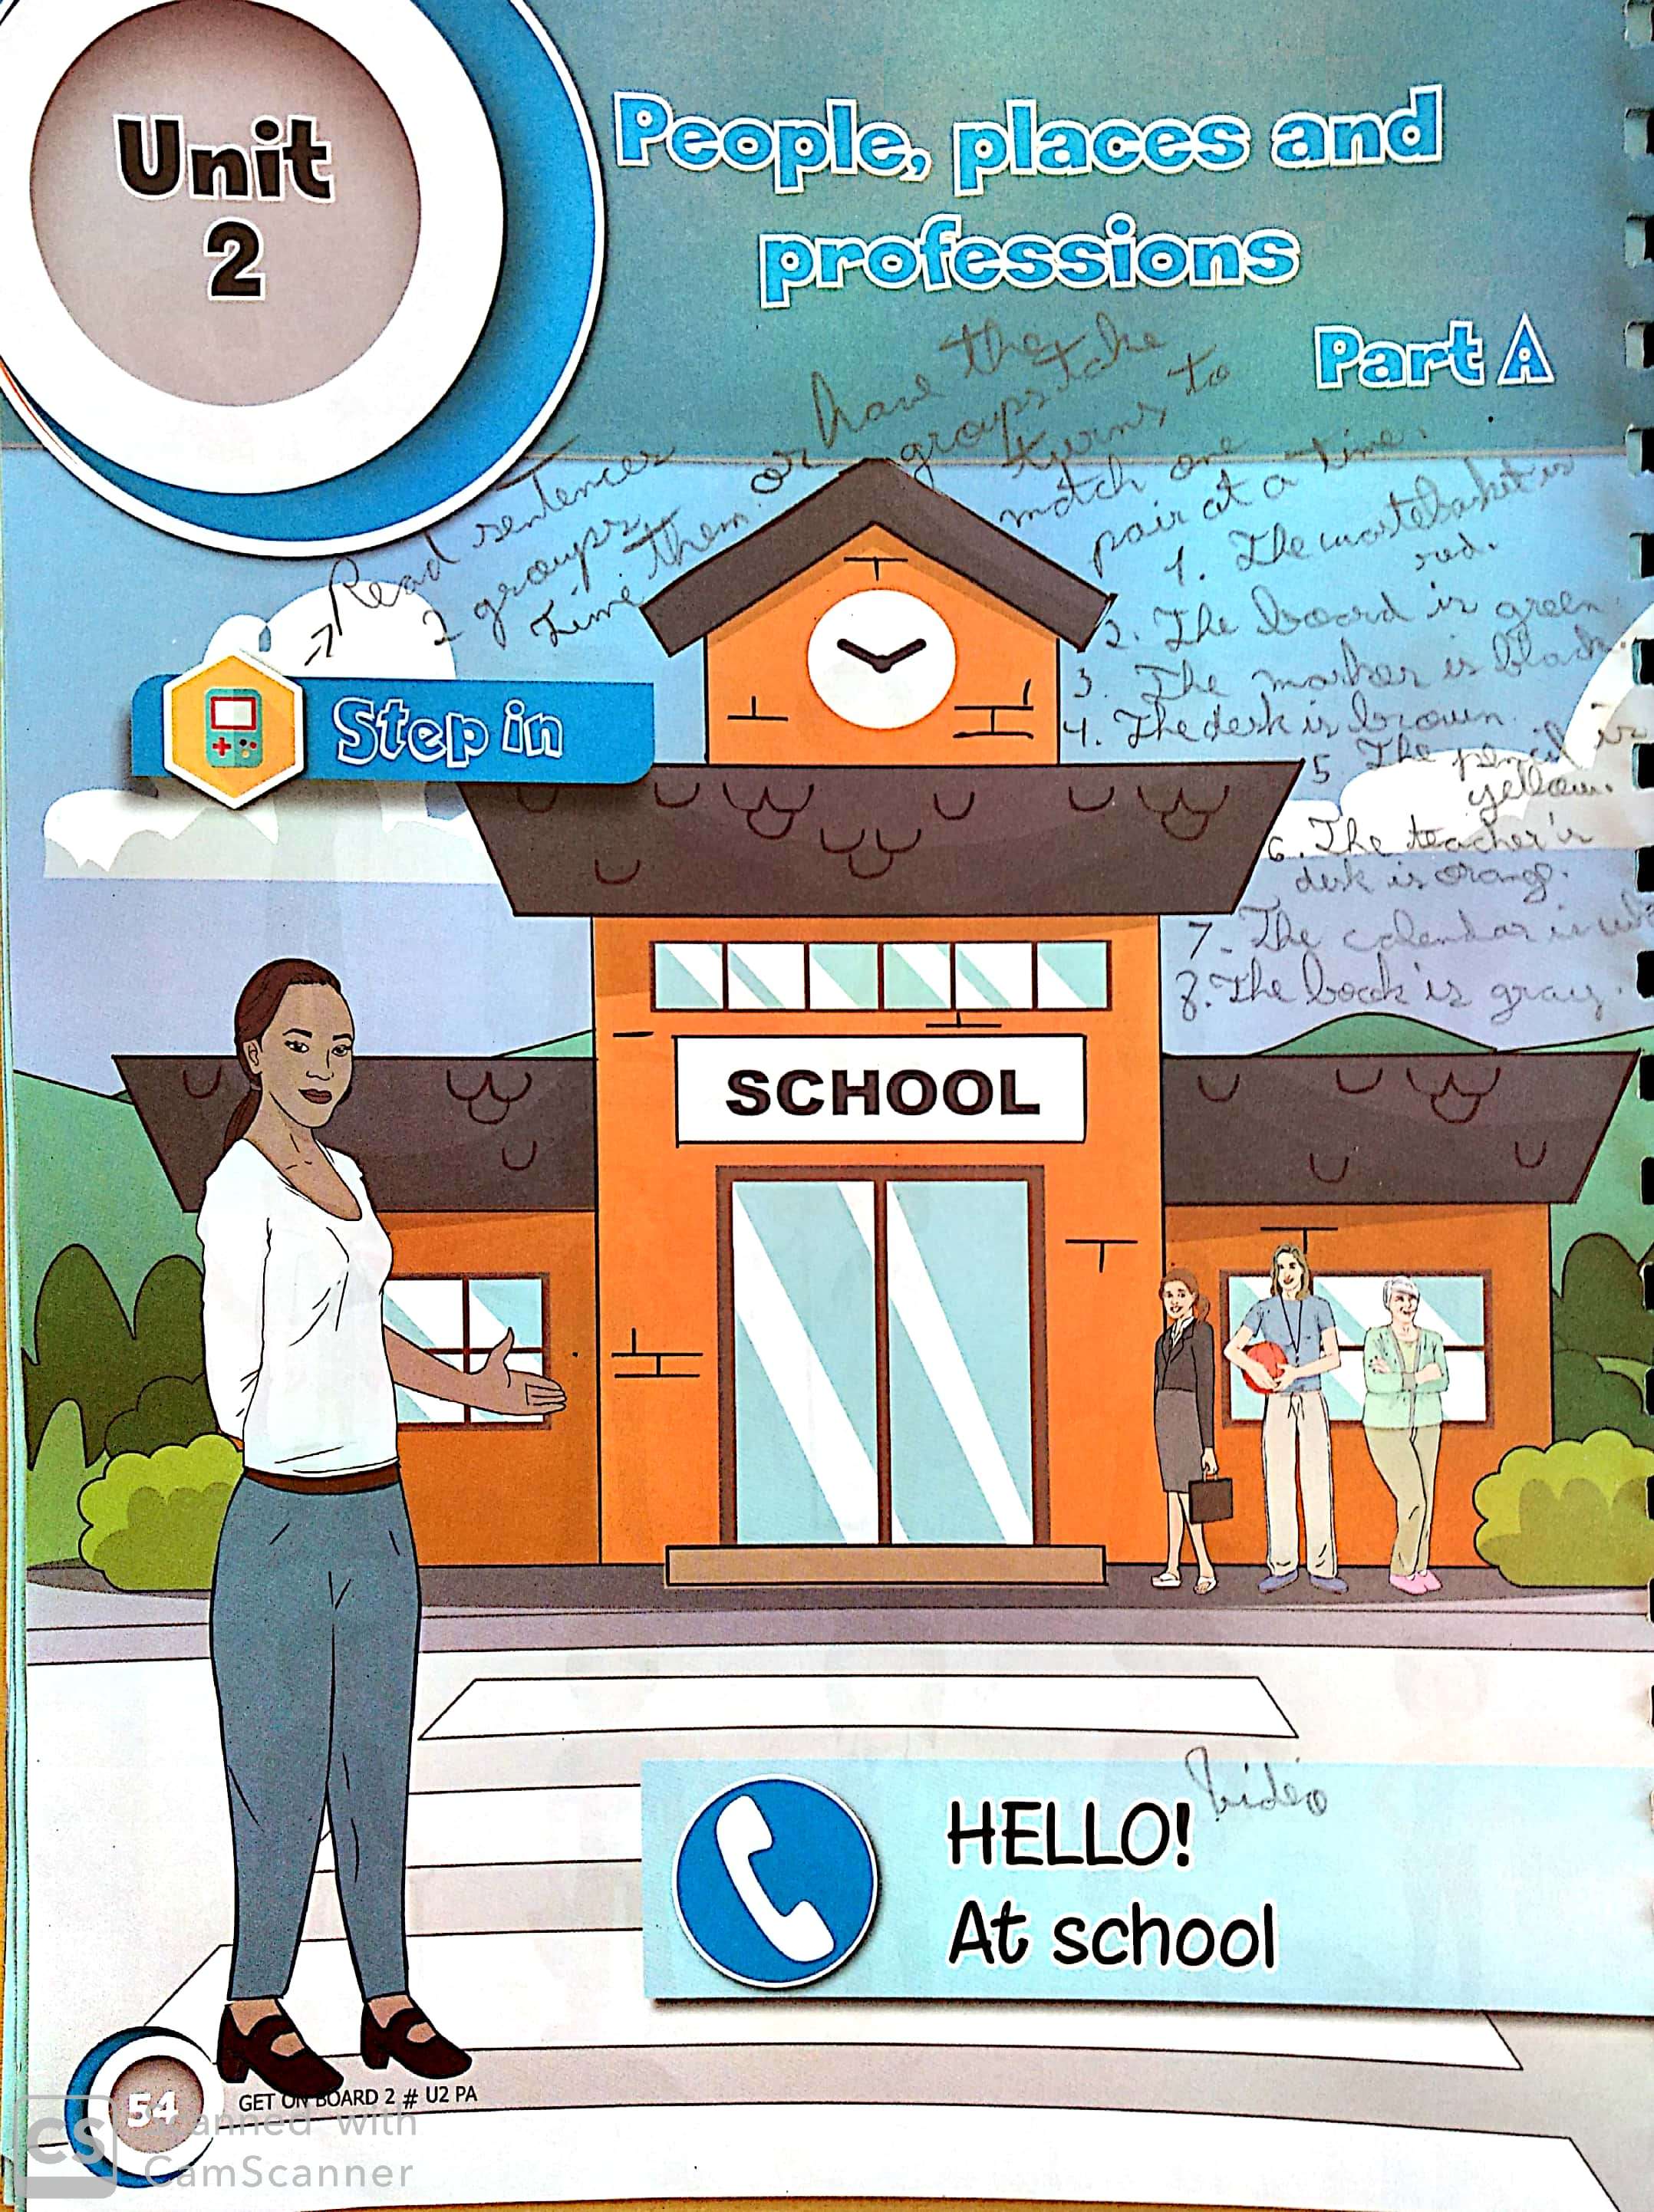 Unit
2
People, places and
professions
Part A
Read sentences
2 groups
Time them. or have the
groups take
turns to
match one
pair at a time.
1. The wastebasket is
red.
2. The board is green.
3. The marker is black.
4. The desk is brown.
5 The pencil is
yellow.
6. The teacher's
desk is orange.
7- The calendar is
8. The book is gray.
Step in
SCHOOL
HELLO! Video
At school
54
GET ON BOARD 2 # U2 PA
CS Scanned with
CamScanner